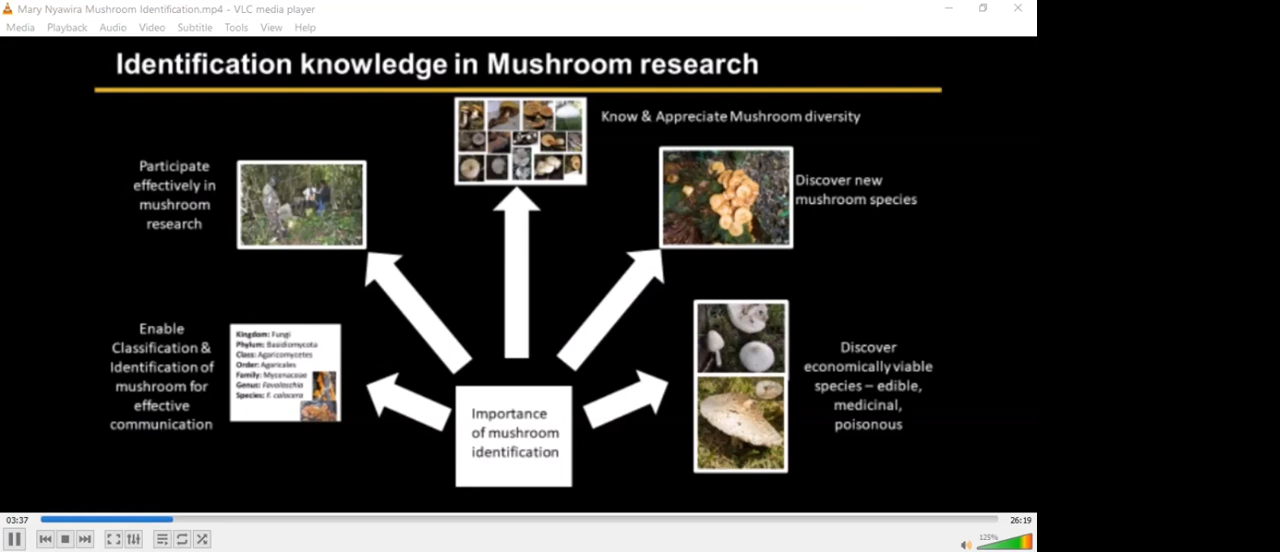 Mary Nyawira Mushroom Identification.mp4 - VLC media player
Media Playback Audio Video Subtitle Tools View Help
Identification knowledge in Mushroom research
Know & Appreciate Mushroom diversity
Participate
effectively in
mushroom
research
Discover new
mushroom species
Enable
Classification &
Identification of
mushroom for
effective
communication
Kingdom: Fungi
Phylum: Basidiomycota
Class: Agaricomycetes
Order: Agaricales
Family: Mycenaceae
Genus: Favolaschia
Species: F. calocera
Importance
of mushroom
identification
Discover
economically viable
species – edible,
medicinal,
poisonous
03:37
26:19
125%